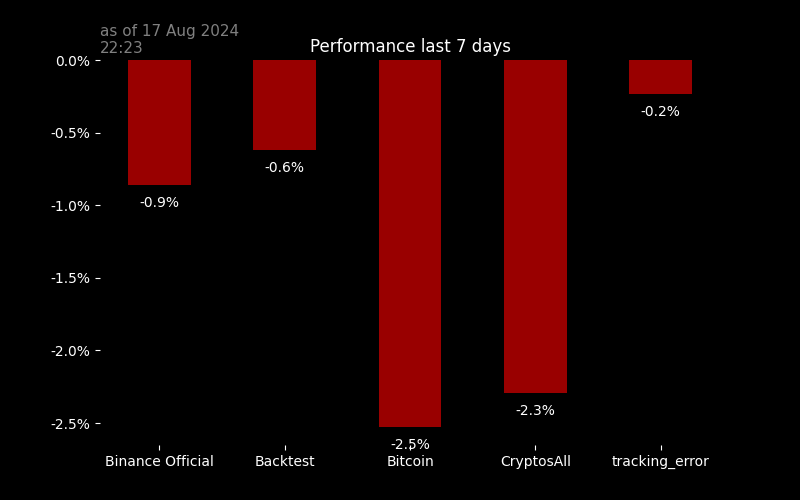 as of 17 Aug 2024
22:23
Performance last 7 days
0.0%
-0.5%
-1.0%
-1.5%
-2.0%
-2.5%
-0.9%
-0.6%
-2.5%
-2.3%
-0.2%
Binance Official
Backtest
Bitcoin
CryptosAll
tracking_error